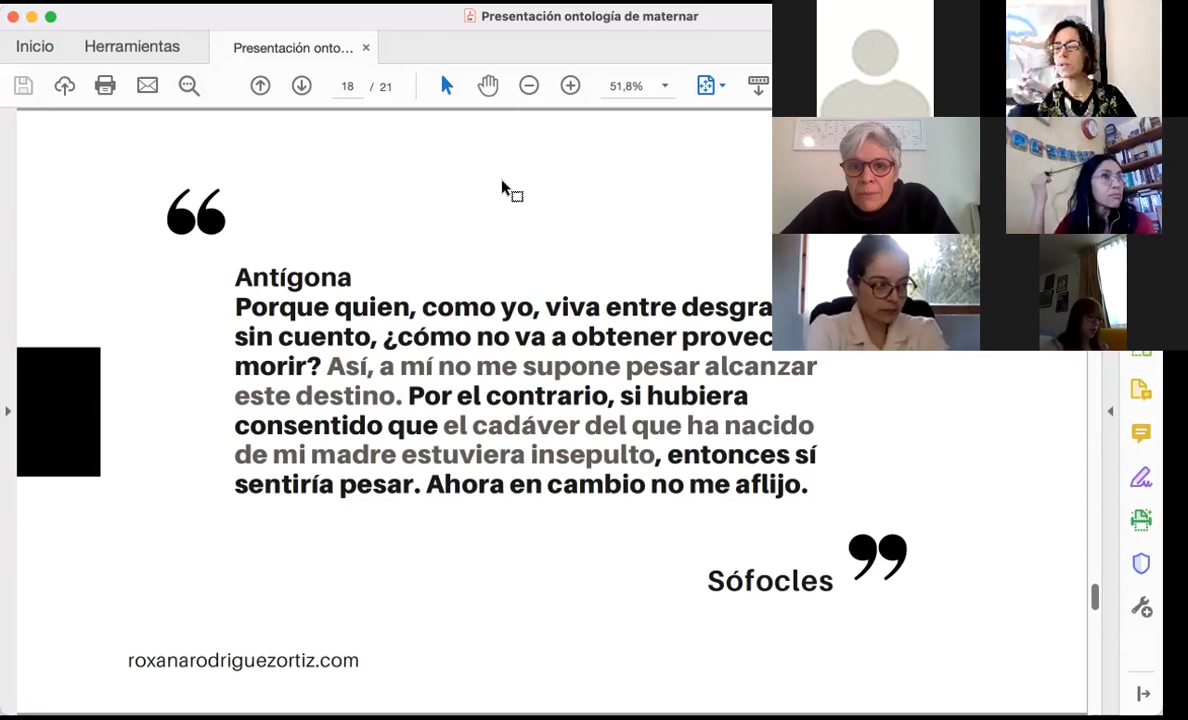 Presentación ontología de maternar
Inicio
Herramientas
Presentación onto... ×
18 / 21
51,8%
“
Antígona
Porque quien, como yo, viva entre desgra
sin cuento, ¿cómo no va a obtener provec
morir? Así, a mí no me supone pesar alcanzar
este destino. Por el contrario, si hubiera
consentido que el cadáver del que ha nacido
de mi madre estuviera insepulto, entonces sí
sentiría pesar. Ahora en cambio no me aflijo.
”
Sófocles
roxanarodriguezortiz.com